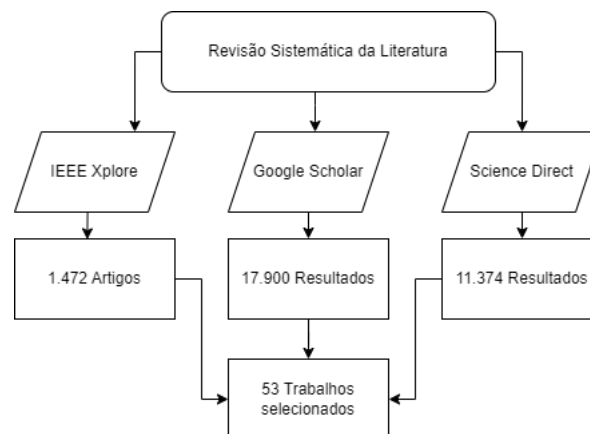 Revisão Sistemática da Literatura
IEEE Xplore
Google Scholar
Science Direct
1.472 Artigos
17.900 Resultados
11.374 Resultados
53 Trabalhos
selecionados